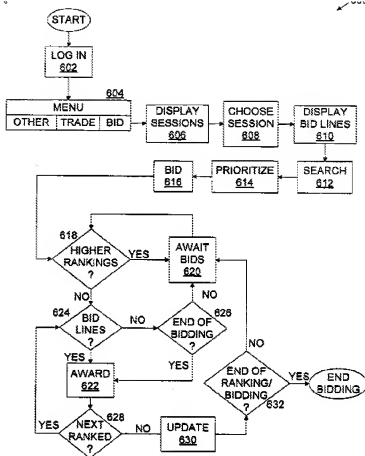 START
LOG IN
602
604
MENU
OTHER TRADE BID
DISPLAY
SESSIONS
606
CHOOSE
SESSION
608
DISPLAY
BID LINES
610
BID
616
PRIORITIZE
614
SEARCH
612
618
HIGHER
RANKINGS
?
YES
AWAIT
BIDS
620
NO
NO
624
BID
LINES
?
NO
626
END OF
BIDDING
?
NO
YES
YES
AWARD
622
END OF
RANKING/
BIDDING
?
632
YES
END
BIDDING
628
YES
NEXT
RANKED
?
NO
UPDATE
630